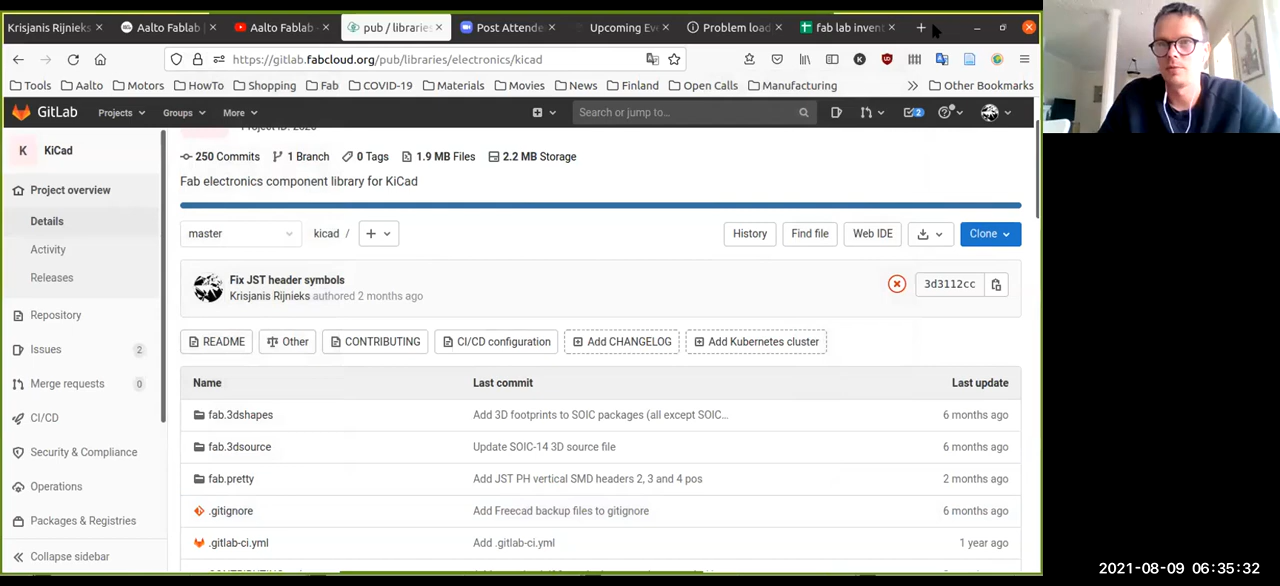 Krisjanis Rijnieks
Aalto Fablab
Aalto Fablab
pub / libraries
Post Attende
Upcoming Eve
Problem load
fab lab invent
https://gitlab.fabcloud.org/pub/libraries/electronics/kicad
Tools Aalto Motors HowTo Shopping Fab COVID-19 Materials Movies News Finland Open Calls Manufacturing Other Bookmarks
GitLab Projects Groups More Search or jump to... 2
K KiCad
250 Commits 1 Branch 0 Tags 1.9 MB Files 2.2 MB Storage
Fab electronics component library for KiCad
Project overview
Details
Activity
Releases
Repository
Issues 2
Merge requests 0
CI/CD
Security & Compliance
Operations
Packages & Registries
Collapse sidebar
master kicad / + History Find file Web IDE Clone
Fix JST header symbols
Krisjanis Rijnieks authored 2 months ago
3d3112cc
README Other CONTRIBUTING CI/CD configuration Add CHANGELOG Add Kubernetes cluster
Name Last commit Last update
fab.3dshapes Add 3D footprints to SOIC packages (all except SOIC... 6 months ago
fab.3dsource Update SOIC-14 3D source file 6 months ago
fab.pretty Add JST PH vertical SMD headers 2, 3 and 4 pos 2 months ago
.gitignore Add Freecad backup files to gitignore 6 months ago
.gitlab-ci.yml Add .gitlab-ci.yml 1 year ago
2021-08-09 06:35:32